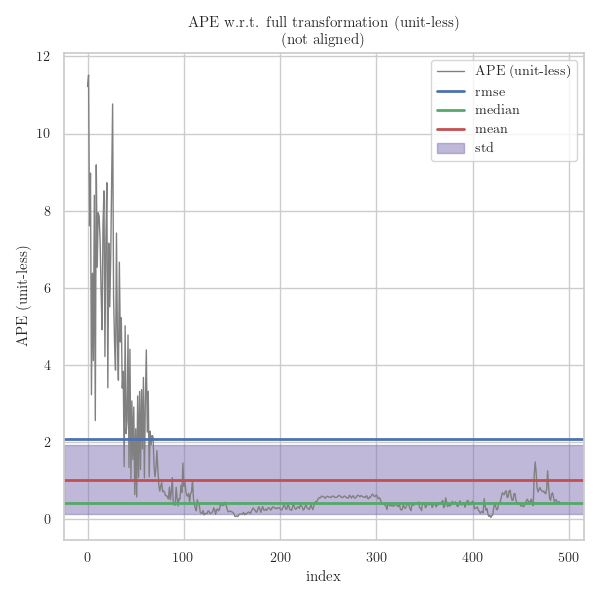 APE w.r.t. full transformation (unit-less)
(not aligned)
APE (unit-less)
rmse
median
mean
std
APE (unit-less)
12
10
8
6
4
2
0
0 100 200 300 400 500
index